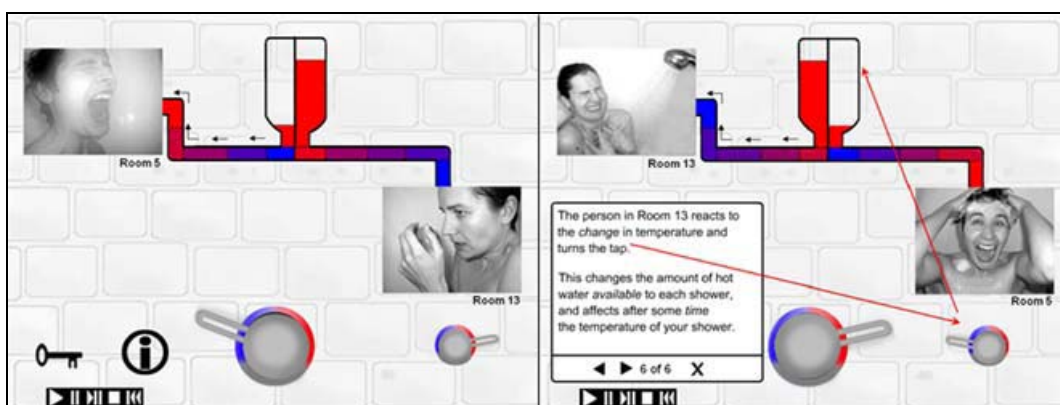 Room 5
Room 13
Room 13
Room 5
The person in Room 13 reacts to
the change in temperature and
turns the tap.
This changes the amount of hot
water available to each shower,
and affects after some time
the temperature of your shower.
6 of 6 X